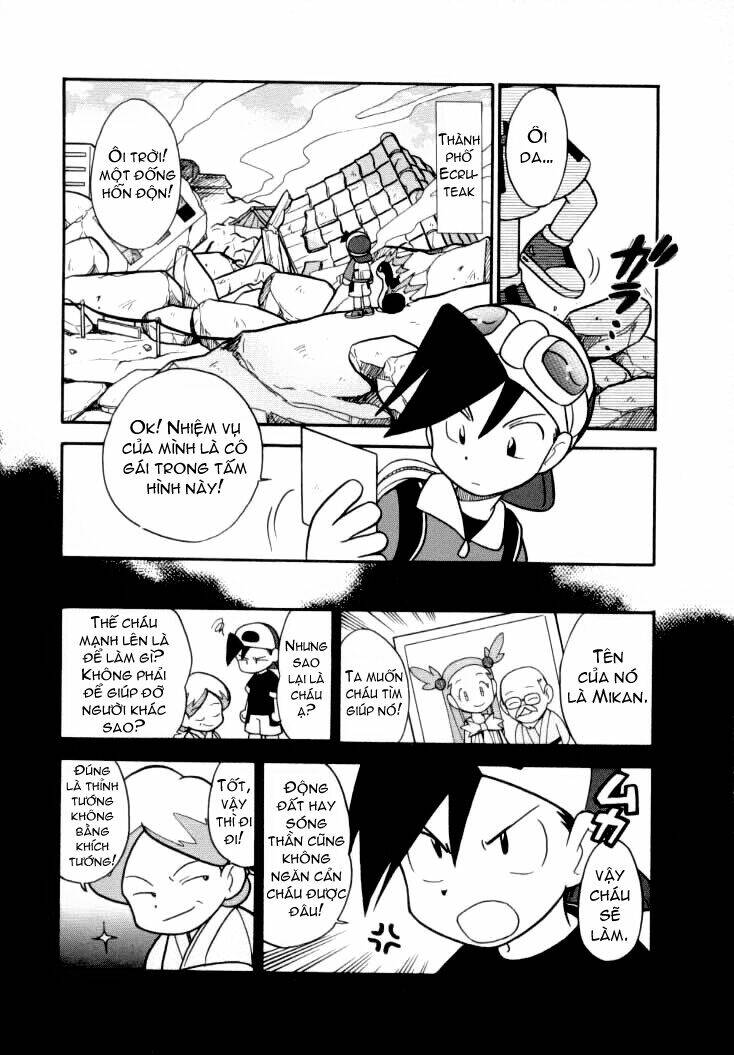 Ôi
da...
ガラ...
Thành
phố
Ecru-
teak
Ôi trời!
Một đống
hỗn độn!
Ok! Nhiệm vụ
của mình là cô
gái trong tấm
hình này!
Tên
của nó
là Mikan.
Ta muốn
cháu tìm
giúp nó!
Nhưng
sao
lại là
cháu
ạ?
Thế cháu
mạnh lên là
để làm gì?
Không phải
để giúp đỡ
người khác
sao?
ムカ
Vậy
cháu
sẽ
làm.
Động
đất hay
sóng
thần cũng
không
ngăn cản
cháu được
đâu!
Tốt,
vậy
thì đi
đi!
Đúng
là thỉnh
tướng
không
bằng
khích
tướng!